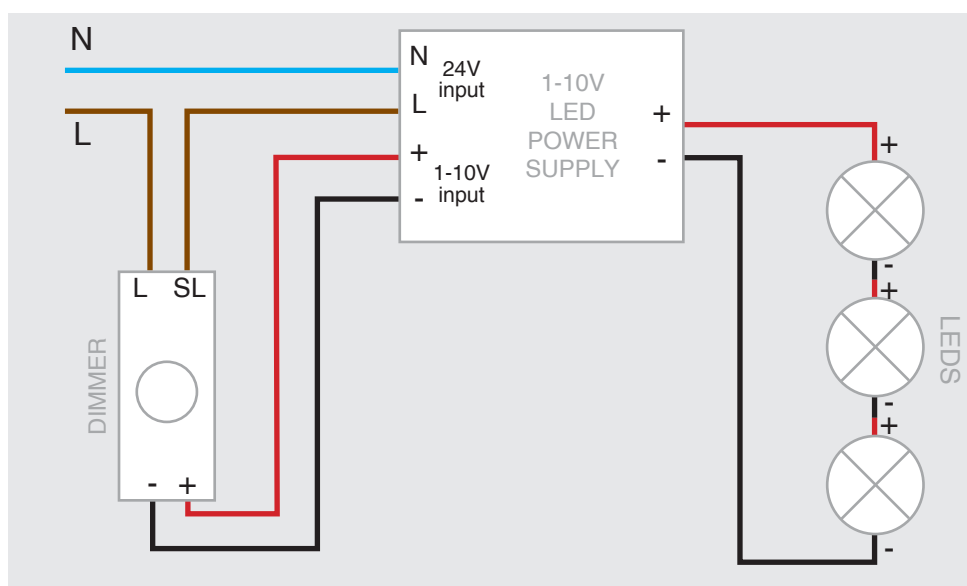 N
L
N
24V
input
L
+
1-10V
input
-
1-10V
LED
POWER
SUPPLY
+
-
L SL
DIMMER
- +
+
-
+
-
+
-
LEDS